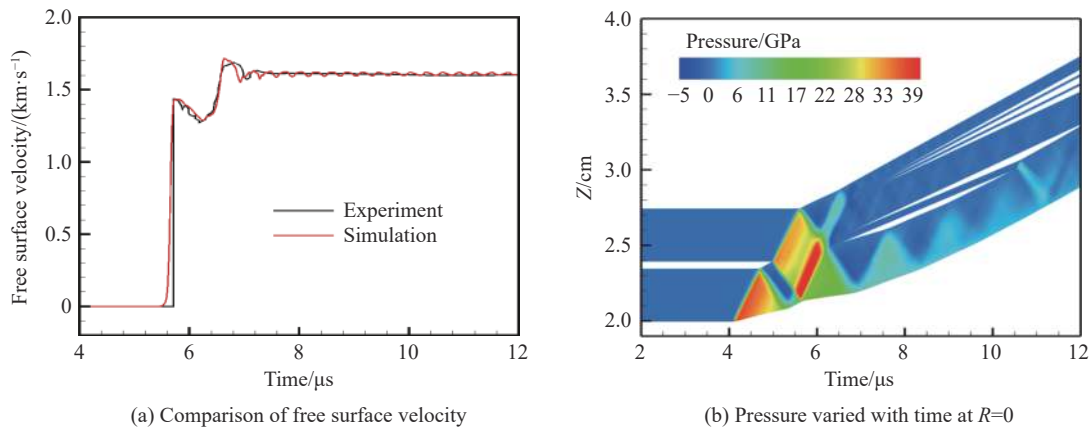 2.0
1.5
1.0
0.5
0
Free surface velocity/(km·s⁻¹)
Experiment
Simulation
4 6 8 10 12
Time/μs
(a) Comparison of free surface velocity
4.0
3.5
3.0
2.5
2.0
Z/cm
Pressure/GPa
−5 0 6 11 17 22 28 33 39
2 4 6 8 10 12
Time/μs
(b) Pressure varied with time at R=0